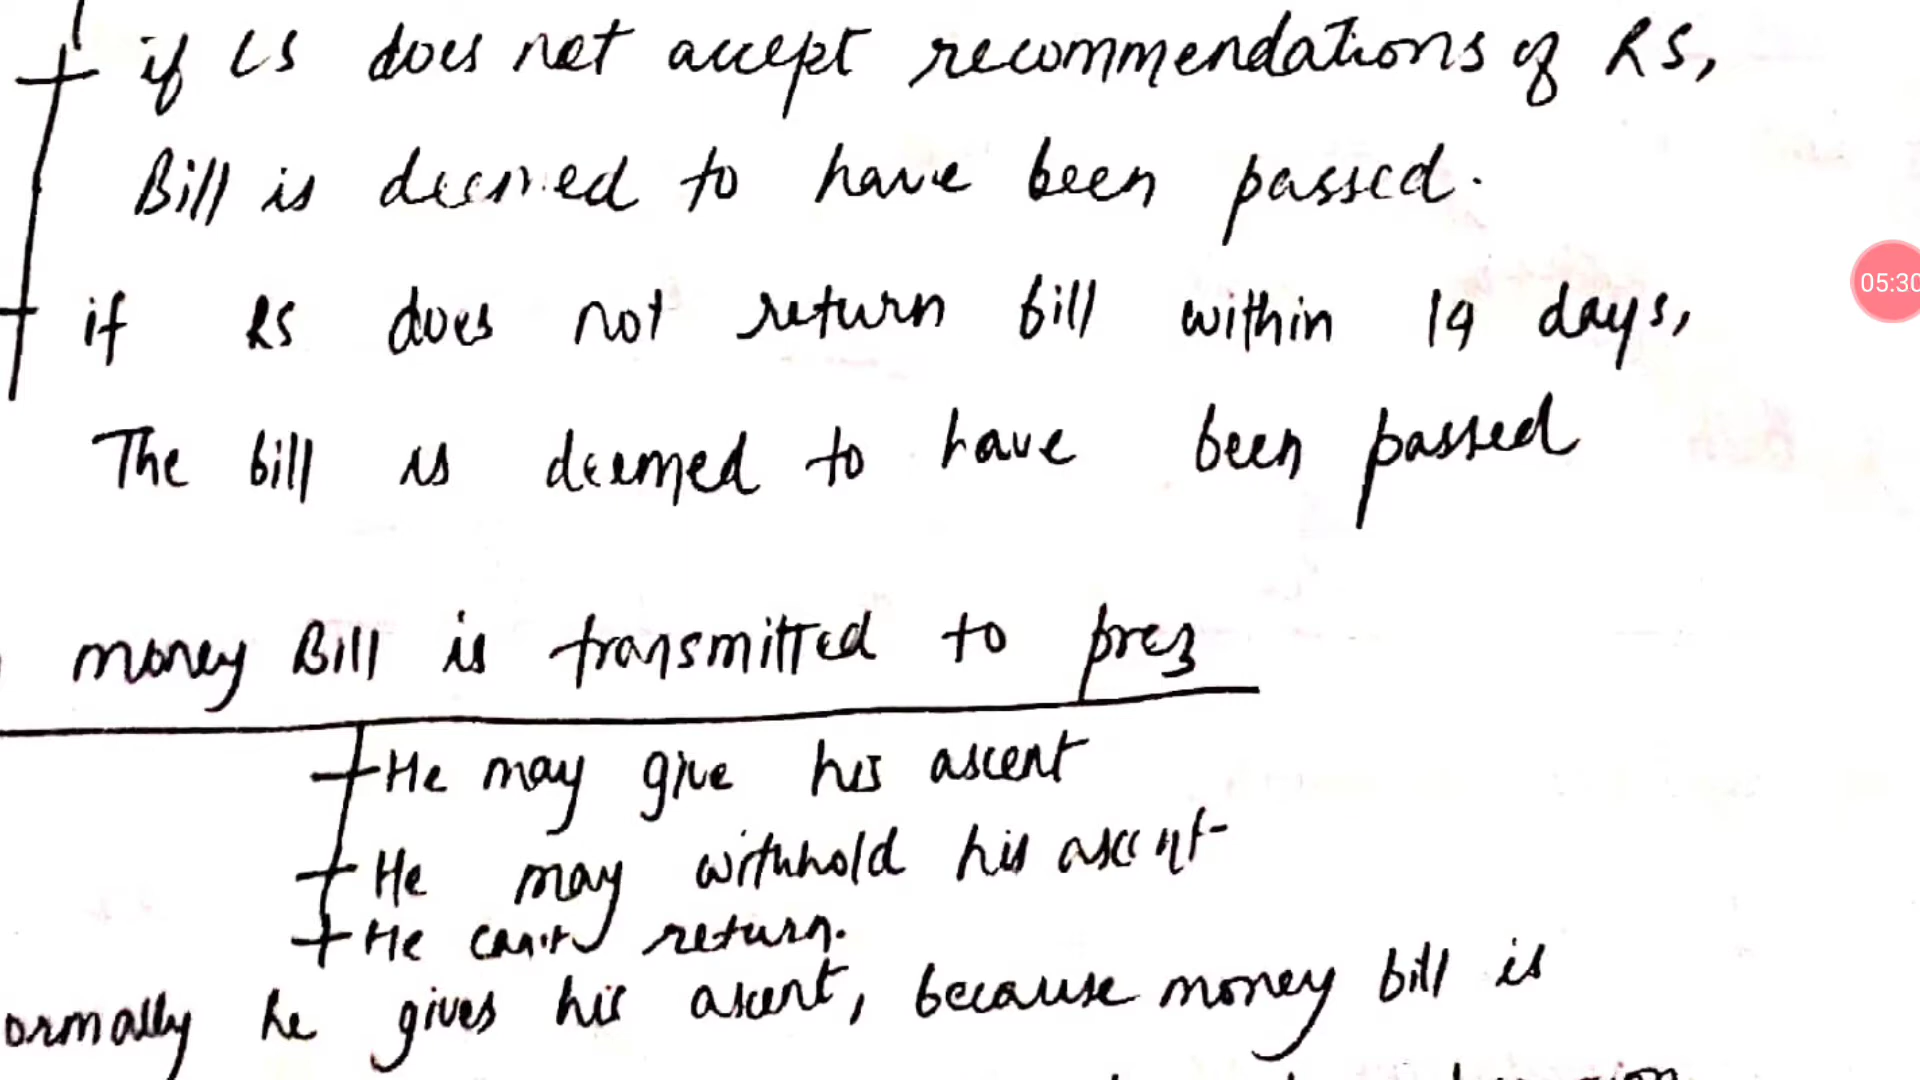 if LS does not accept recommendations of RS,
Bill is deemed to have been passed.
if RS does not return bill within 14 days,
The bill is deemed to have been passed
money Bill is transmitted to prez
He may give his ascent
He may withhold his ascent
He can't return.
ormally he gives his ascent, because money bill is
05:30